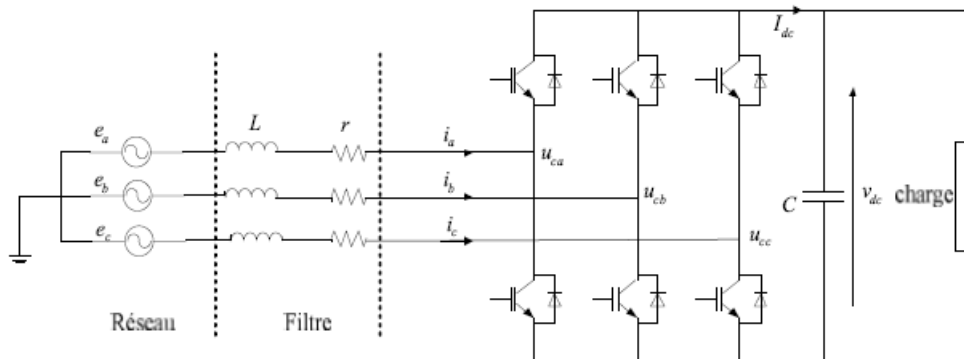 I_dc
L
r
e_a
i_a
u_ca
e_b
i_b
u_cb
C
v_dc
charge
e_c
i_c
u_cc
Réseau
Filtre